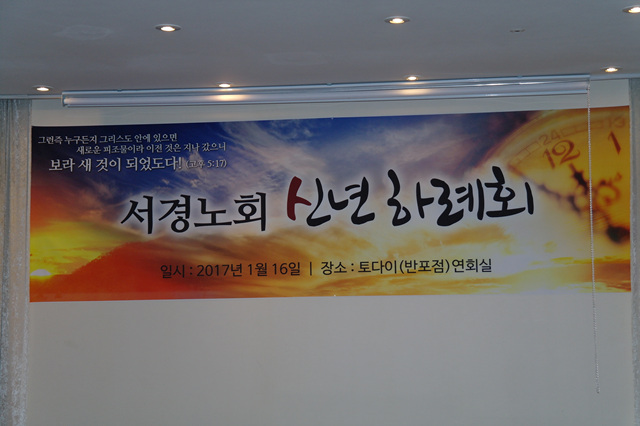 그런즉 누구든지 그리스도 안에 있으면
새로운 피조물이라 이전 것은 지나 갔으니
보라 새 것이 되었도다! (고후 5:17)
서경노회 신년 하례회
일시 : 2017년 1월 16일 | 장소 : 토다이(반포점)연회실
24
12
1